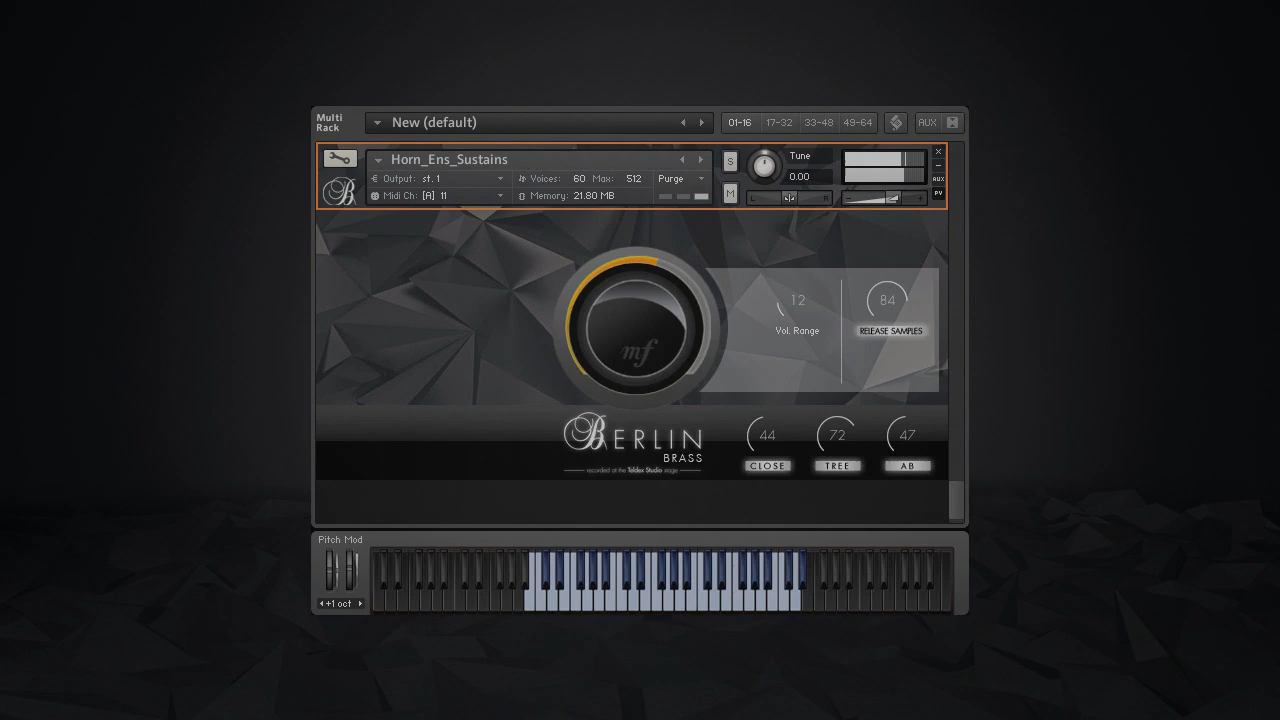 Multi
Rack
New (default)
01-16 17-32 33-48 49-64
AUX
Horn_Ens_Sustains
Output: st. 1
Voices: 60 Max: 512
Purge
Midi Ch: [A] 11
Memory: 21.80 MB
S
M
Tune
0.00
L R
AUX
PV
B
mf
12
Vol. Range
84
RELEASE SAMPLES
BERLIN
BRASS
recorded at the Teldex Studio stage
44
CLOSE
72
TREE
47
AB
Pitch Mod
+1 oct